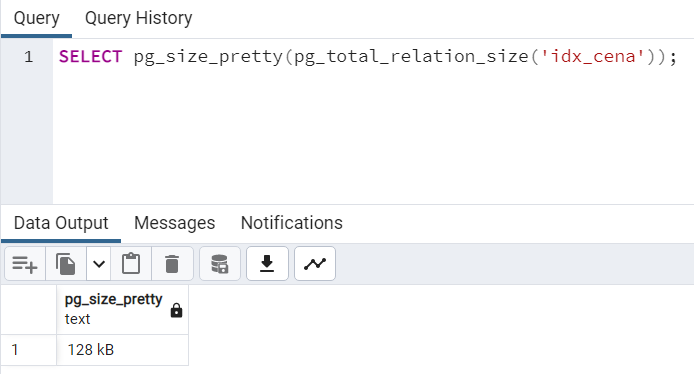 Query Query History
1 SELECT pg_size_pretty(pg_total_relation_size('idx_cena'));
Data Output Messages Notifications
pg_size_pretty
text
1 128 kB